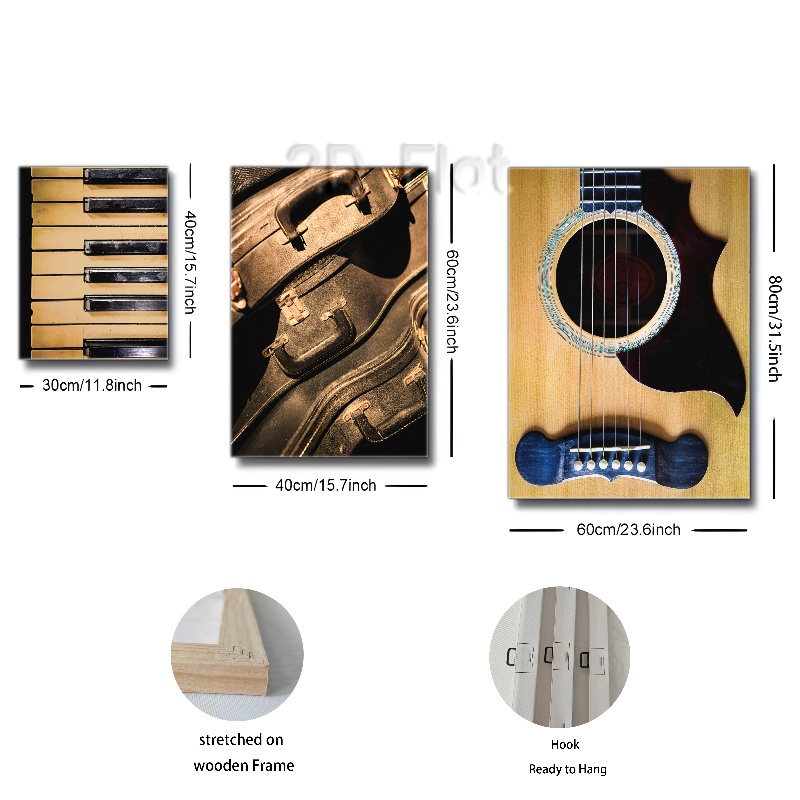 2D Flat
40cm/15.7inch
30cm/11.8inch
60cm/23.6inch
40cm/15.7inch
80cm/31.5inch
60cm/23.6inch
stretched on
wooden Frame
Hook
Ready to Hang